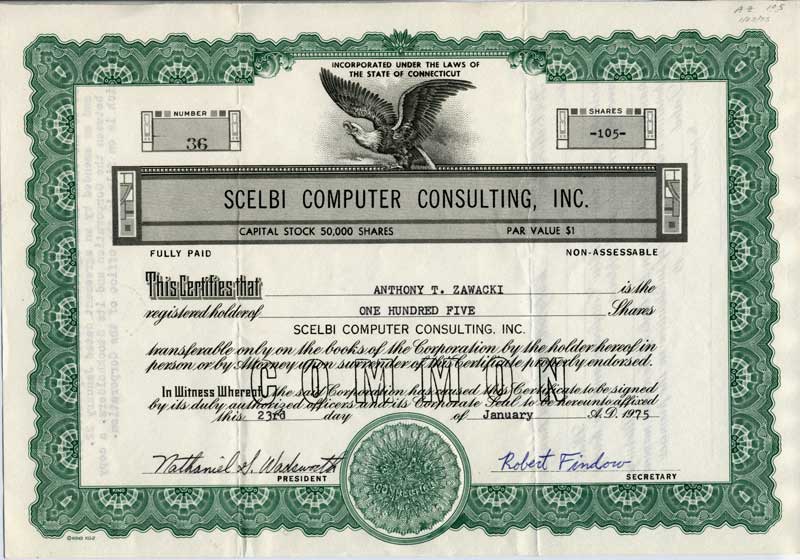 AZ 105
1/23/75
INCORPORATED UNDER THE LAWS OF
THE STATE OF CONNECTICUT
NUMBER
36
SHARES
-105-
SCELBI COMPUTER CONSULTING, INC.
CAPITAL STOCK 50,000 SHARES PAR VALUE $1
FULLY PAID NON-ASSESSABLE
This Certifies that ANTHONY T. ZAWACKI is the
registered holder of ONE HUNDRED FIVE Shares
SCELBI COMPUTER CONSULTING, INC.
transferable only on the books of the Corporation by the holder hereof in
person or by Attorney upon surrender of this Certificate properly endorsed.
COMMON
In Witness Whereof, the said Corporation has caused this Certificate to be signed
by its duly authorized officers and its Corporate Seal to be hereunto affixed
this 23rd day of January A.D. 1975
Nathaniel S. Wadsworth Robert Findow
PRESIDENT SECRETARY